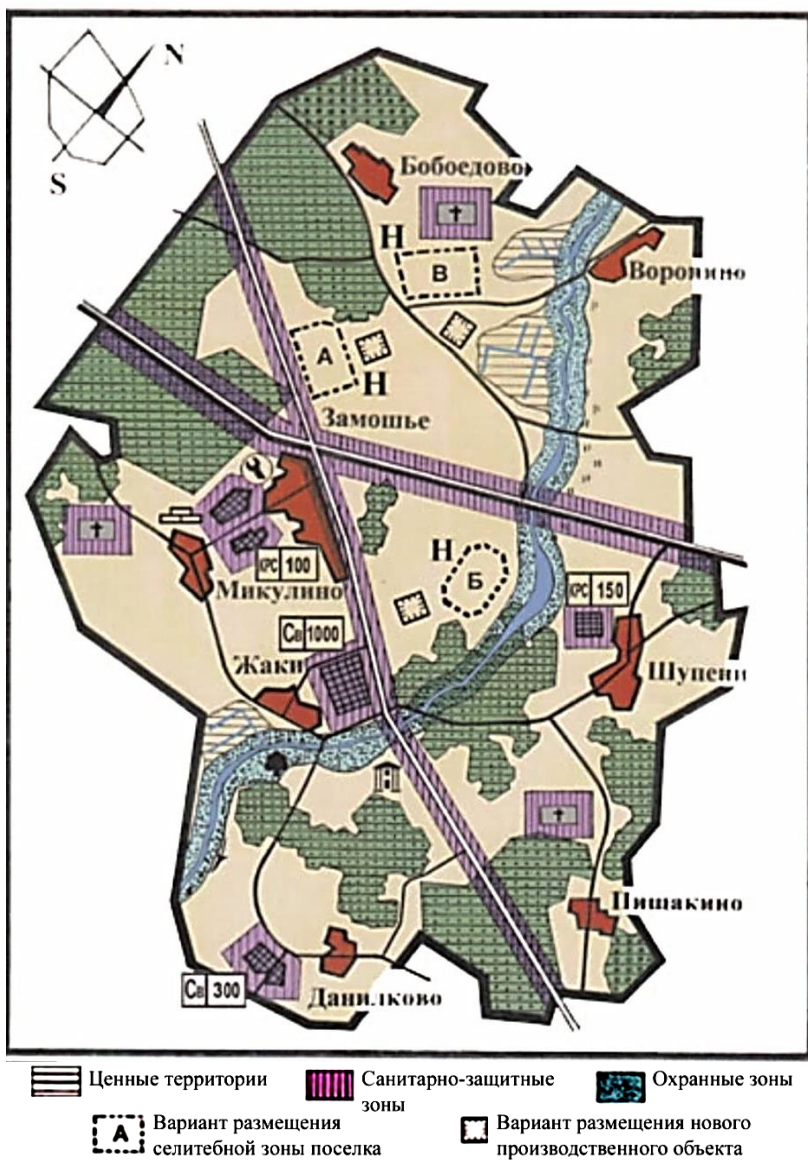 N
S
Бобоедово
Н
В
Воронино
А
Н
Замошье
Н
Б
КРС 100
Микулино
КРС 150
Св 1000
Жаки
Шупени
Пишакино
Св 300
Данилково
Ценные территории
Санитарно-защитные
зоны
Охранные зоны
А
Вариант размещения
селитебной зоны поселка
Вариант размещения нового
производственного объекта